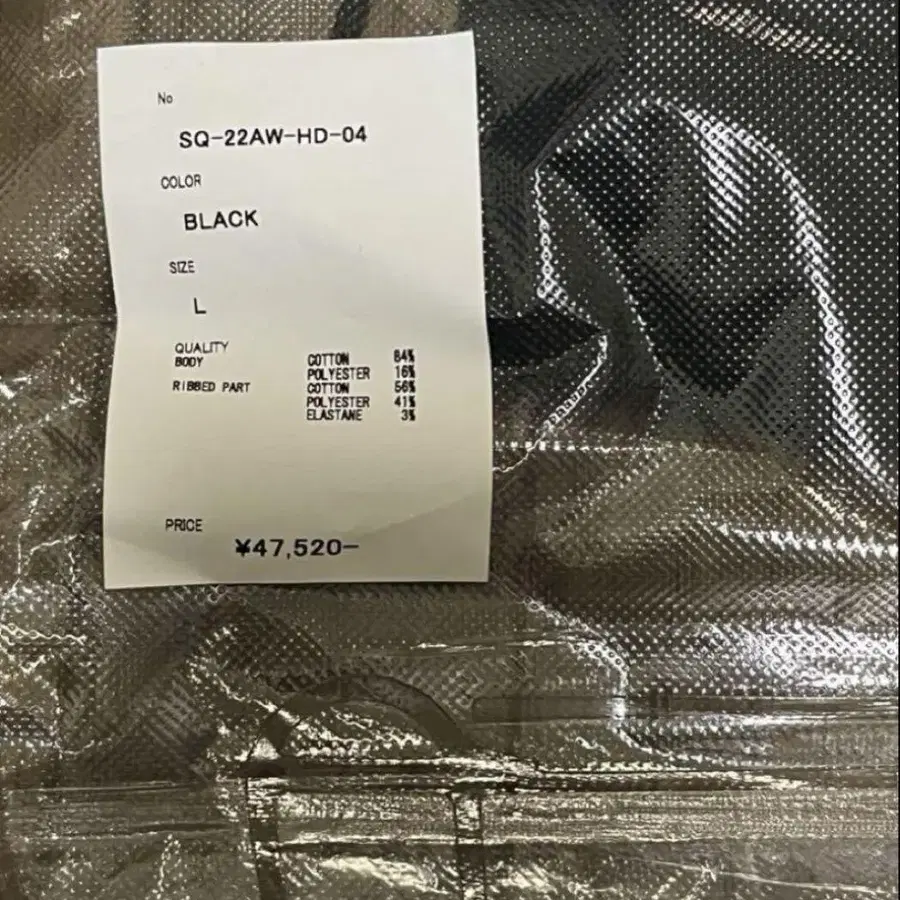 No
SQ-22AW-HD-04
COLOR
BLACK
SIZE
L
QUALITY
BODY COTTON 84%
POLYESTER 16%
RIBBED PART COTTON 56%
POLYESTER 41%
ELASTANE 3%
PRICE
¥47,520-